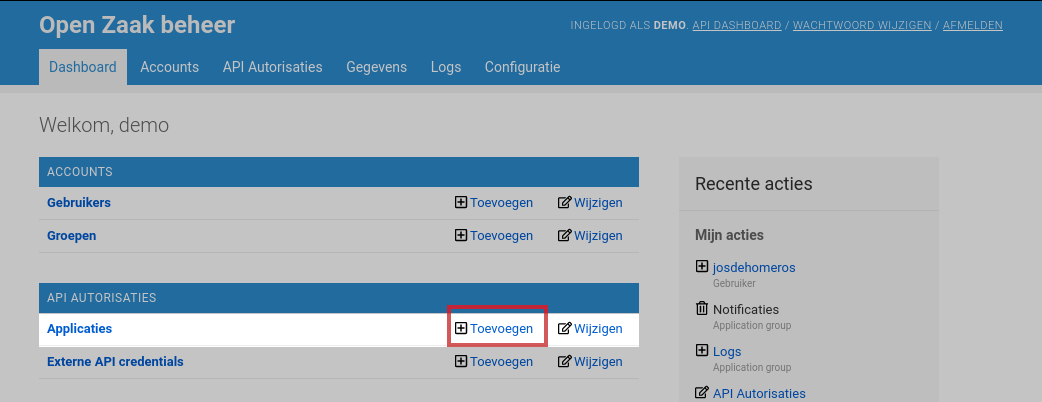 Open Zaak beheer
INGELOGD ALS DEMO. API DASHBOARD / WACHTWOORD WIJZIGEN / AFMELDEN
Dashboard Accounts API Autorisaties Gegevens Logs Configuratie
Welkom, demo
ACCOUNTS
Gebruikers Toevoegen Wijzigen
Groepen Toevoegen Wijzigen
API AUTORISATIES
Applicaties Toevoegen Wijzigen
Externe API credentials Toevoegen Wijzigen
Recente acties
Mijn acties
josdehomeros
Gebruiker
Notificaties
Application group
Logs
Application group
API Autorisaties